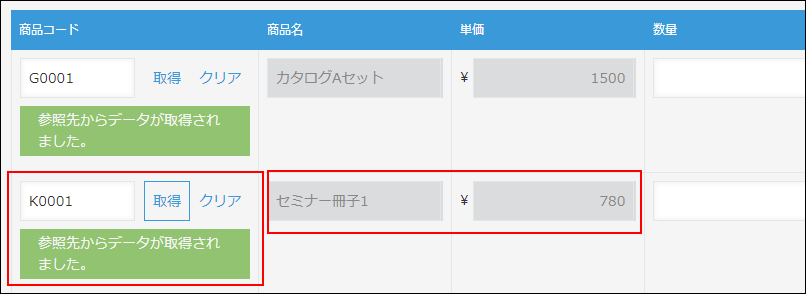 商品コード 商品名 単価 数量
G0001 取得 クリア カタログAセット ¥ 1500
参照先からデータが取得され
ました。
K0001 取得 クリア セミナー冊子1 ¥ 780
参照先からデータが取得され
ました。